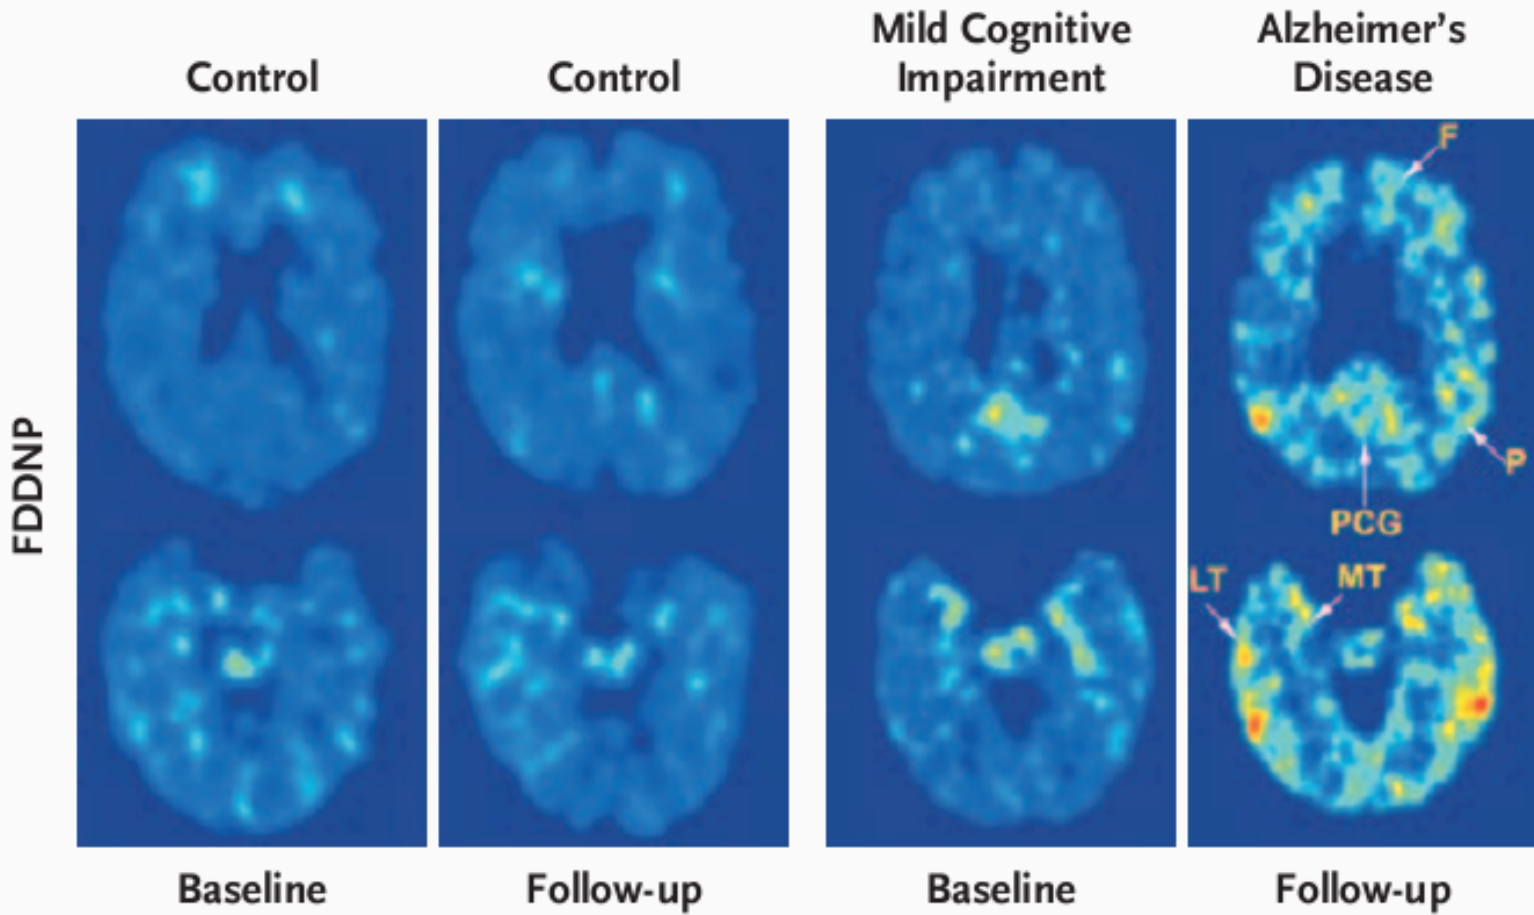 Control
Control
Mild Cognitive
Impairment
Alzheimer's
Disease
FDDNP
F
P
PCG
LT
MT
Baseline
Follow-up
Baseline
Follow-up